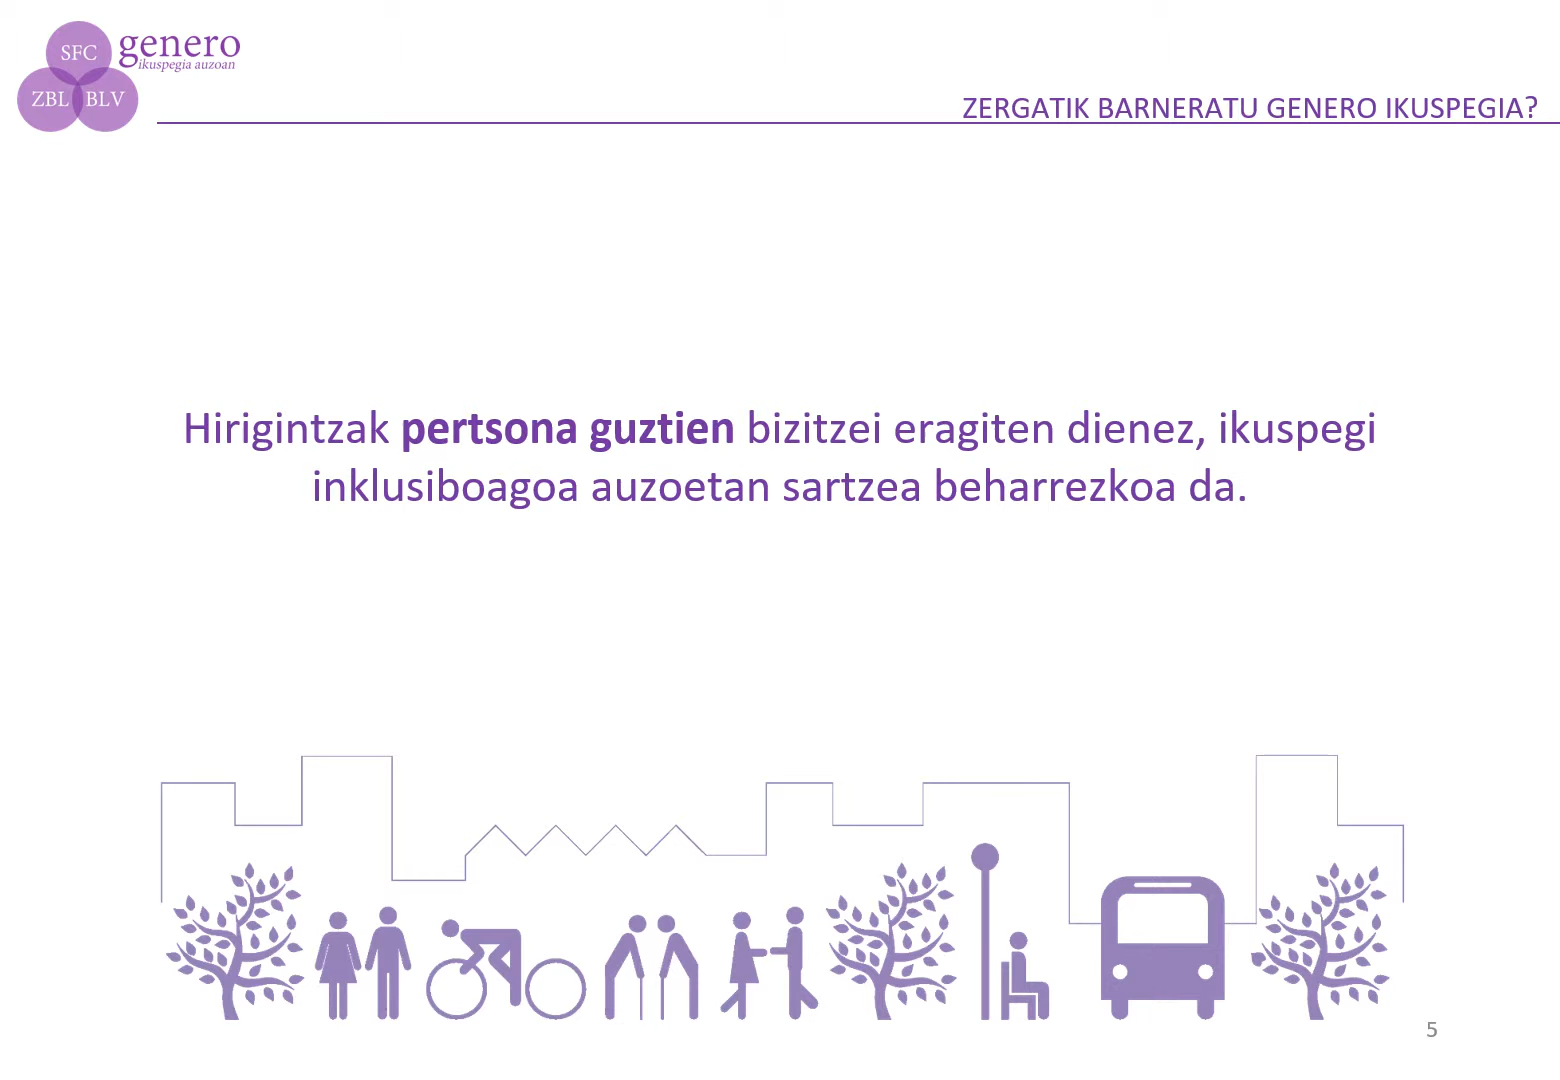 SFC
genero
ikuspegia auzoan
ZBL BLV
ZERGATIK BARNERATU GENERO IKUSPEGIA?
Hirigintzak pertsona guztien bizitzei eragiten dienez, ikuspegi
inklusiboagoa auzoetan sartzea beharrezkoa da.
5